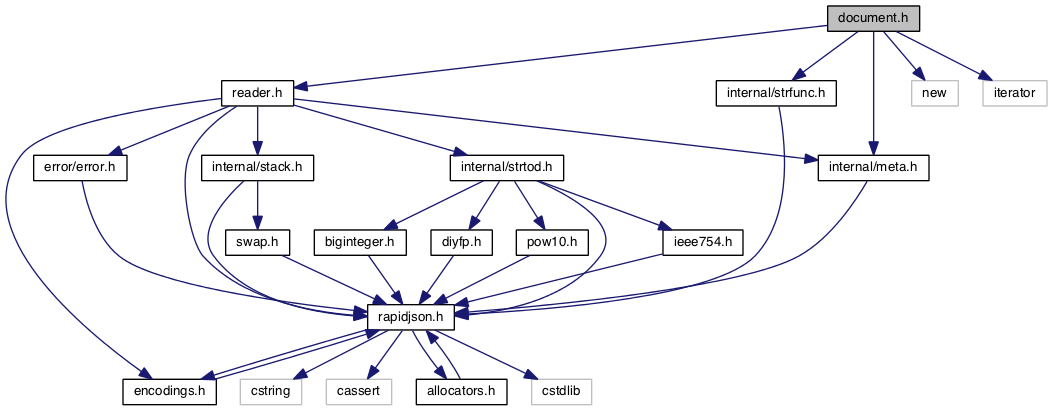 document.h
reader.h
internal/strfunc.h
new
iterator
error/error.h
internal/stack.h
internal/strtod.h
internal/meta.h
swap.h
biginteger.h
diyfp.h
pow10.h
ieee754.h
rapidjson.h
encodings.h
cstring
cassert
allocators.h
cstdlib